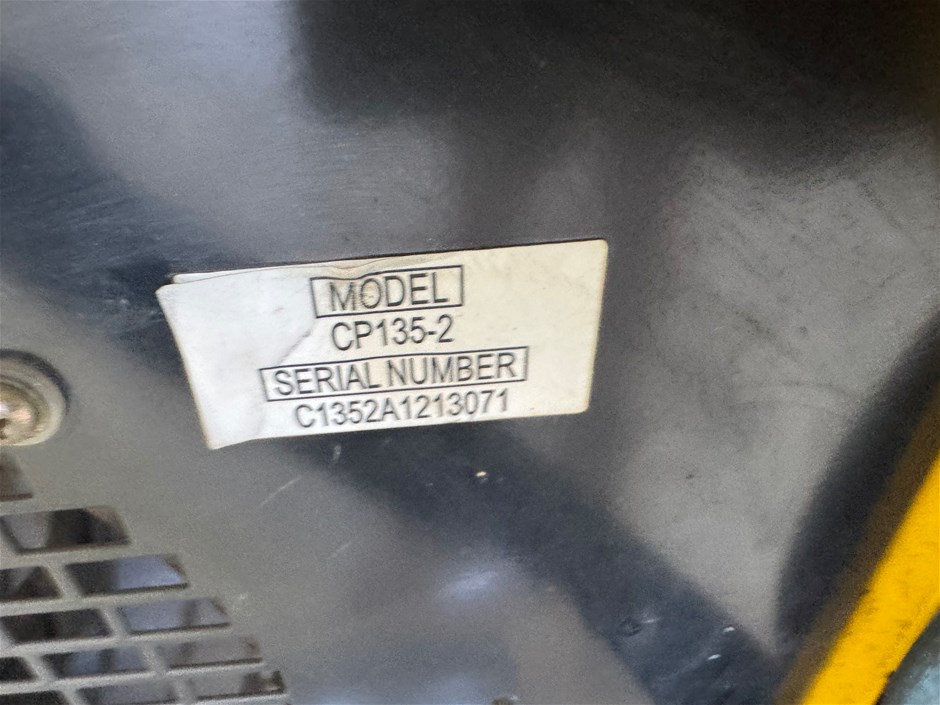 MODEL
CP135-2
SERIAL NUMBER
C1352A1213071